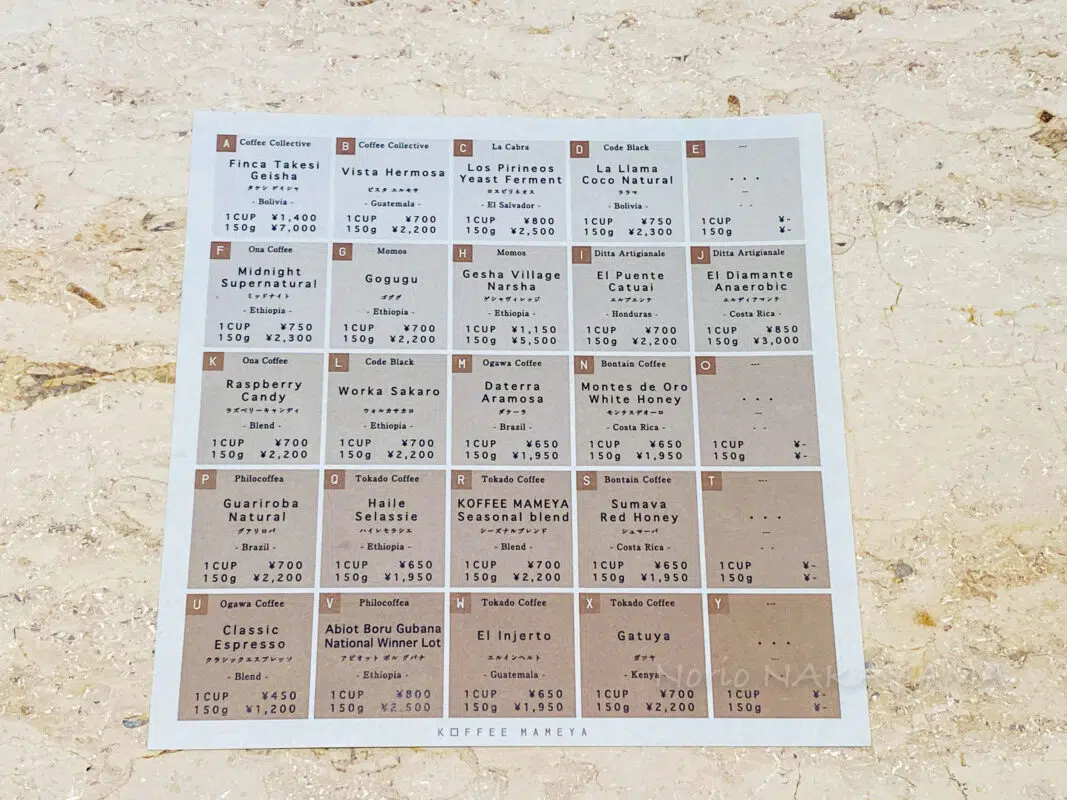 A Coffee Collective
Finca Takesi
Geisha
タケシ ゲイシャ
- Bolivia -
1CUP ¥1,400
150g ¥7,000
B Coffee Collective
Vista Hermosa
ビスタ エルモサ
- Guatemala -
1CUP ¥700
150g ¥2,200
C La Cabra
Los Pirineos
Yeast Ferment
ロスピリネオス
- El Salvador -
1CUP ¥800
150g ¥2,500
D Code Black
La Llama
Coco Natural
ララマ
- Bolivia -
1CUP ¥750
150g ¥2,300
E ---
...
---
- -
1CUP ¥-
150g ¥-
F Ona Coffee
Midnight
Supernatural
ミッドナイト
- Ethiopia -
1CUP ¥750
150g ¥2,300
G Momos
Gogugu
ゴググ
- Ethiopia -
1CUP ¥700
150g ¥2,200
H Momos
Gesha Village
Narsha
ゲシャヴィレッジ
- Ethiopia -
1CUP ¥1,150
150g ¥5,500
I Ditta Artigianale
El Puente
Catuai
エルプエンテ
- Honduras -
1CUP ¥700
150g ¥2,200
J Ditta Artigianale
El Diamante
Anaerobic
エルディアマンテ
- Costa Rica -
1CUP ¥850
150g ¥3,000
K Ona Coffee
Raspberry
Candy
ラズベリーキャンディ
- Blend -
1CUP ¥700
150g ¥2,200
L Code Black
Worka Sakaro
ウォルカサカロ
- Ethiopia -
1CUP ¥700
150g ¥2,200
M Ogawa Coffee
Daterra
Aramosa
ダテーラ
- Brazil -
1CUP ¥650
150g ¥1,950
N Bontain Coffee
Montes de Oro
White Honey
モンテスデオーロ
- Costa Rica -
1CUP ¥650
150g ¥1,950
O ---
...
---
- -
1CUP ¥-
150g ¥-
P Philocoffea
Guariroba
Natural
グアリロバ
- Brazil -
1CUP ¥700
150g ¥2,200
Q Tokado Coffee
Haile
Selassie
ハイレセラシエ
- Ethiopia -
1CUP ¥650
150g ¥1,950
R Tokado Coffee
KOFFEE MAMEYA
Seasonal blend
シーズナルブレンド
- Blend -
1CUP ¥700
150g ¥2,200
S Bontain Coffee
Sumava
Red Honey
シュマーバ
- Costa Rica -
1CUP ¥650
150g ¥1,950
T ---
...
---
- -
1CUP ¥-
150g ¥-
U Ogawa Coffee
Classic
Espresso
クラシックエスプレッソ
- Blend -
1CUP ¥450
150g ¥1,200
V Philocoffea
Abiot Boru Gubana
National Winner Lot
アビオット ボル グバナ
- Ethiopia -
1CUP ¥800
150g ¥2,500
W Tokado Coffee
El Injerto
エルインヘルト
- Guatemala -
1CUP ¥650
150g ¥1,950
X Tokado Coffee
Gatuya
ガツヤ
- Kenya -
1CUP ¥700
150g ¥2,200
Y ---
...
---
1CUP ¥-
150g ¥-
Norio
KOFFEE MAMEYA